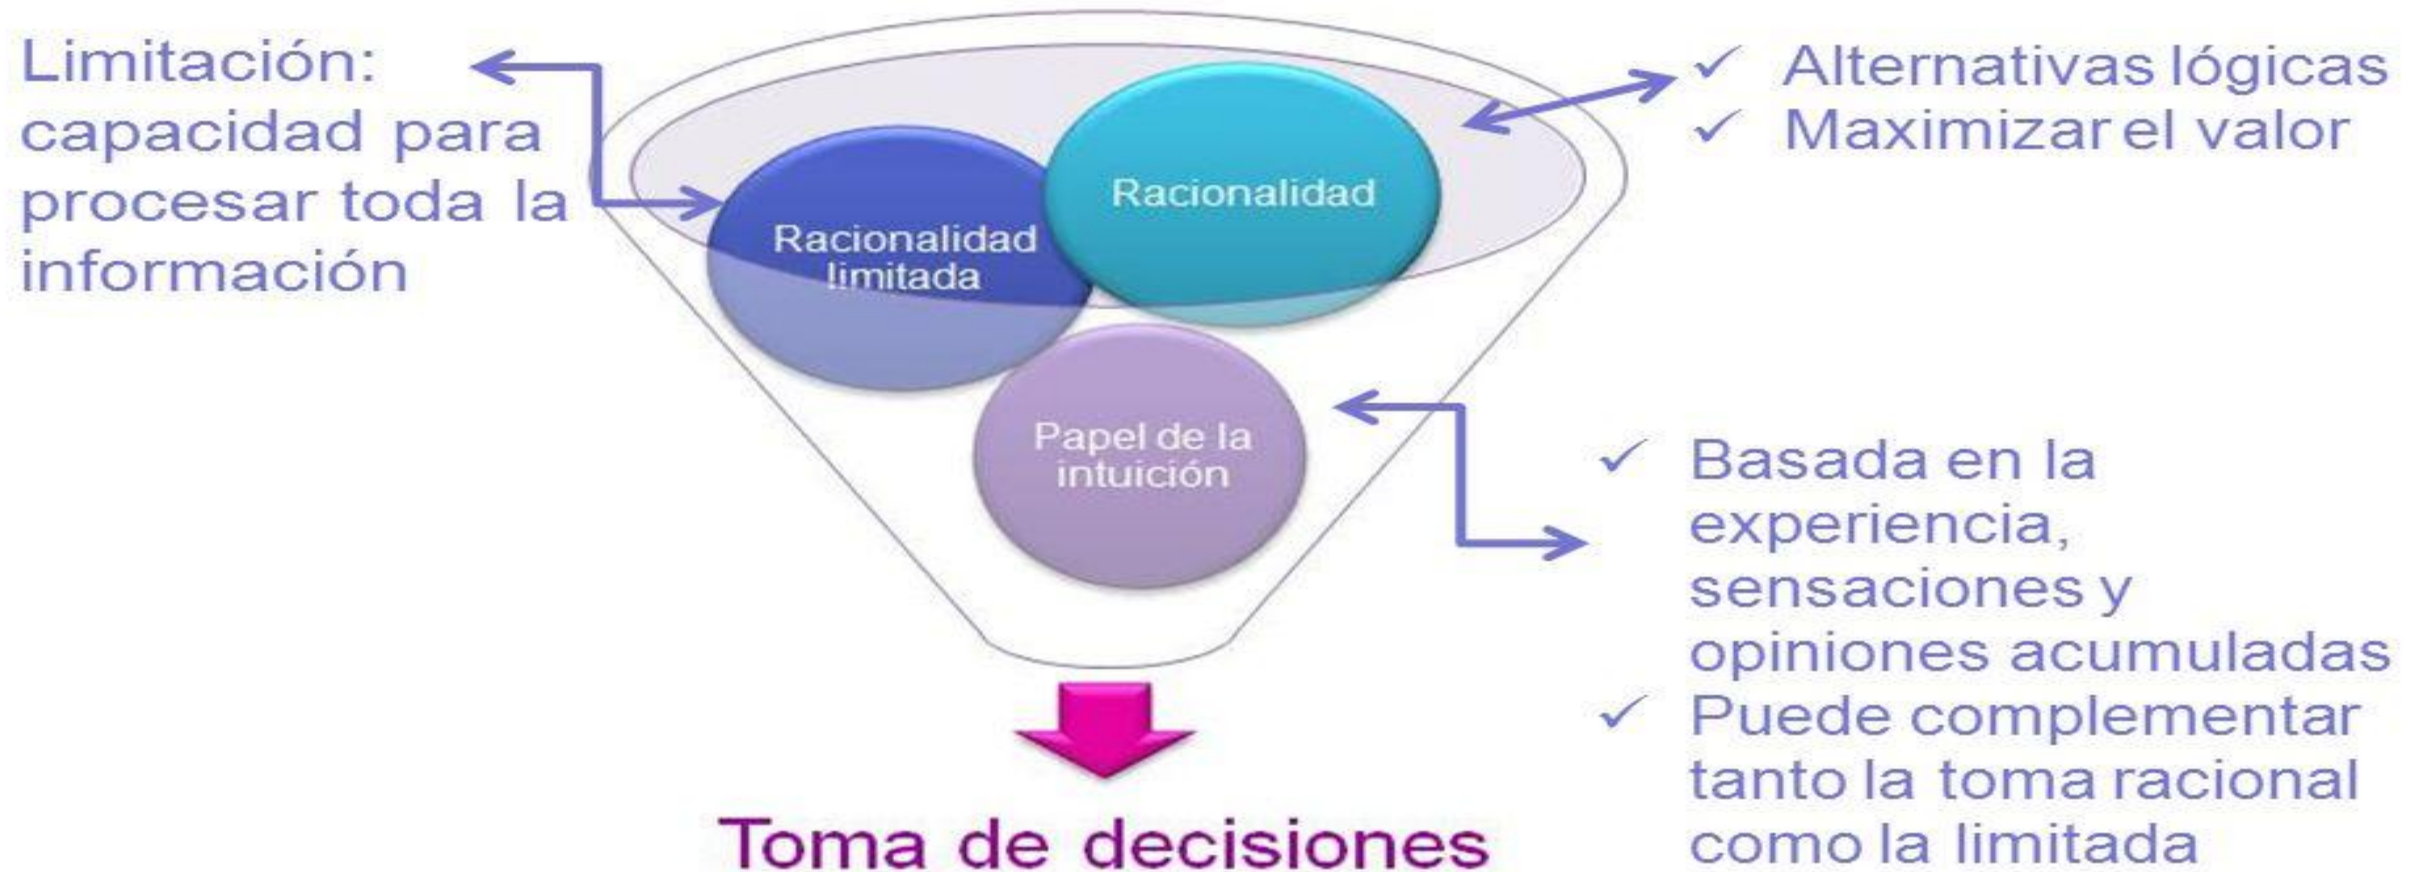 Limitación:
capacidad para
procesar toda la
información
Racionalidad
limitada
Racionalidad
Alternativas lógicas
Maximizar el valor
Papel de la
intuición
Basada en la
experiencia,
sensaciones y
opiniones acumuladas
Puede complementar
tanto la toma racional
como la limitada
Toma de decisiones